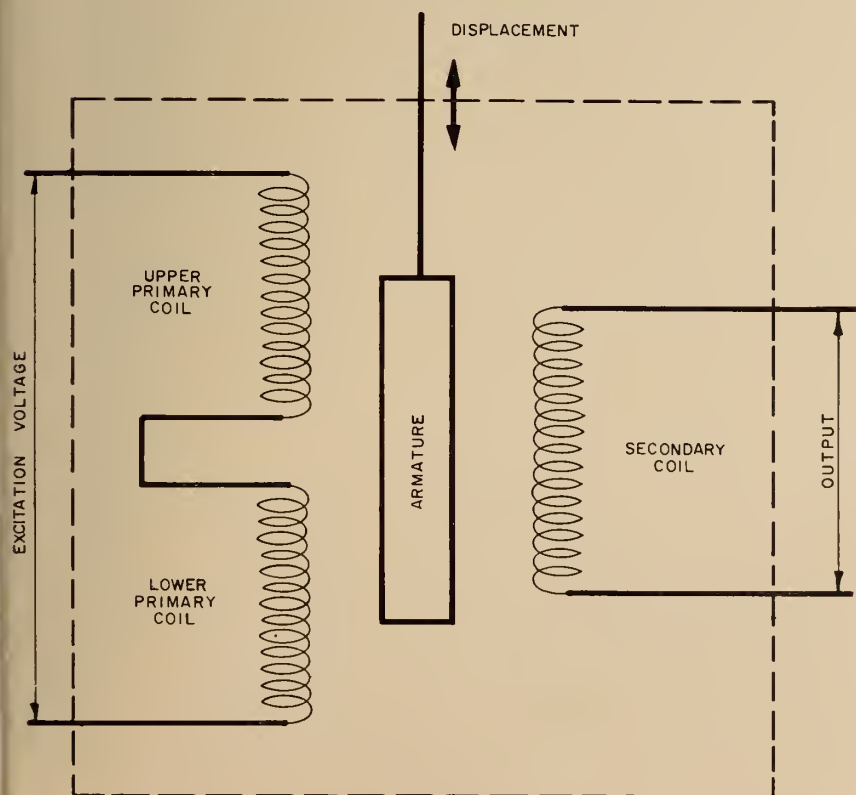 DISPLACEMENT
UPPER
PRIMARY
COIL
EXCITATION VOLTAGE
ARMATURE
SECONDARY
COIL
OUTPUT
LOWER
PRIMARY
COIL